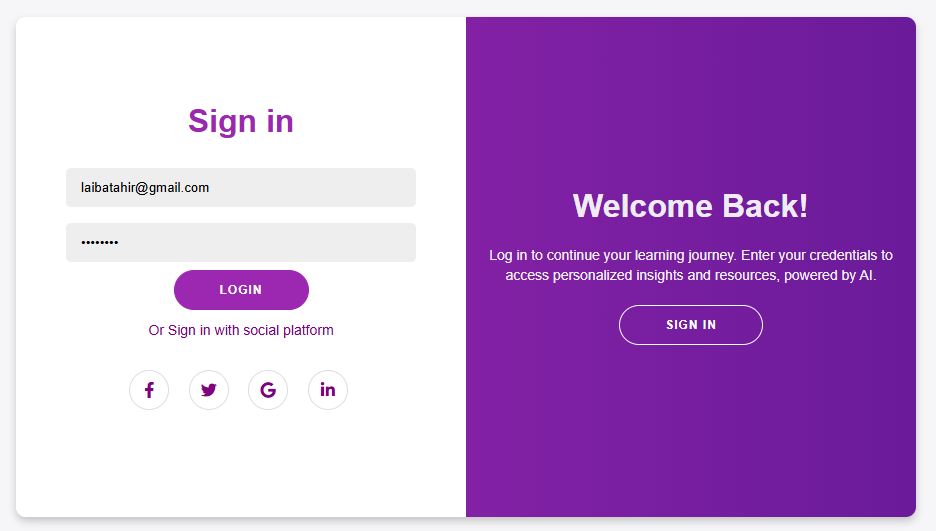 Sign in
laibatahir@gmail.com
••••••••
LOGIN
Or Sign in with social platform
Welcome Back!
Log in to continue your learning journey. Enter your credentials to
access personalized insights and resources, powered by AI.
SIGN IN